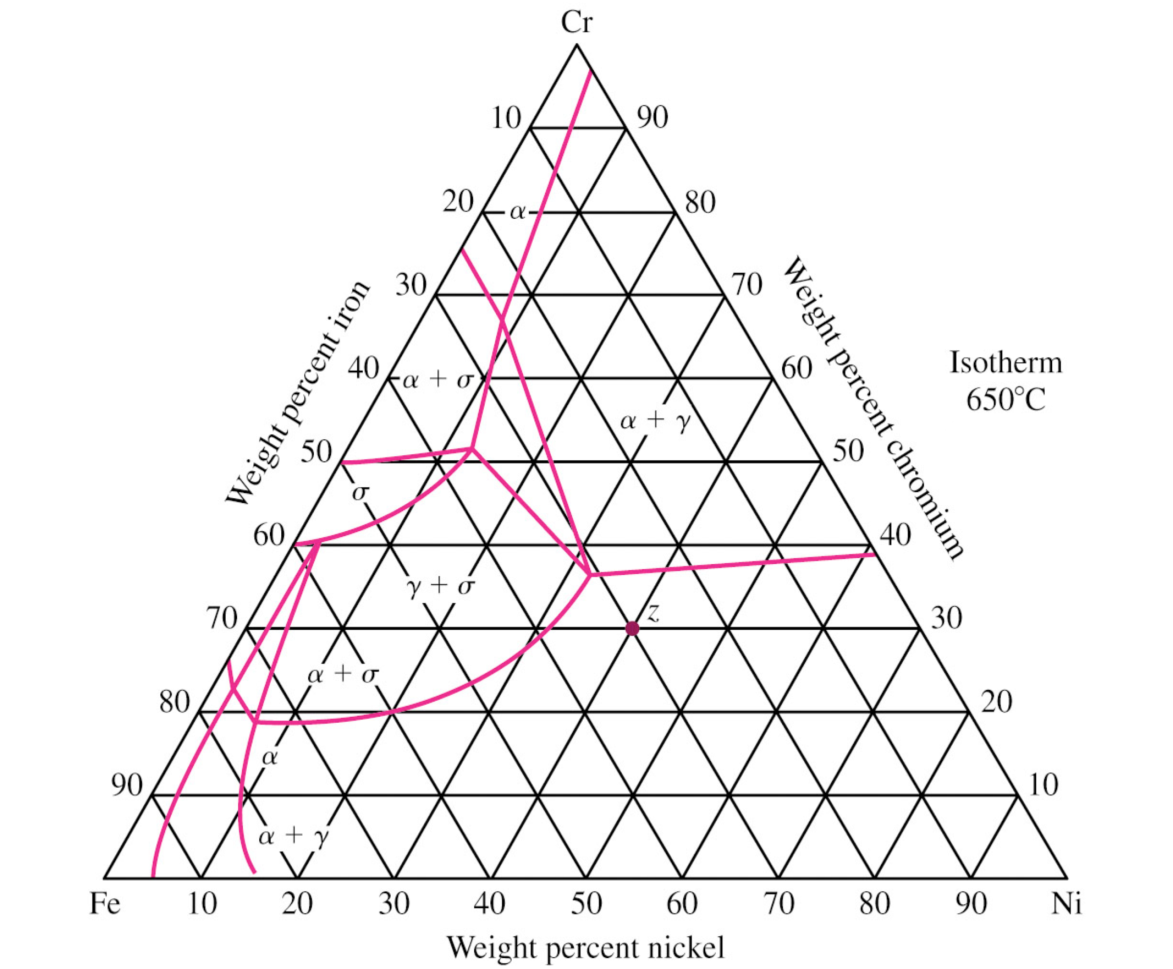 Cr
10 90
20 α 80
30 70
Weight percent iron
Weight percent chromium
Isotherm
650°C
40 α + σ 60
α + γ
50 50
σ
60 40
γ + σ
z
70 30
α + σ
80 20
α
90 10
α + γ
Fe 10 20 30 40 50 60 70 80 90 Ni
Weight percent nickel